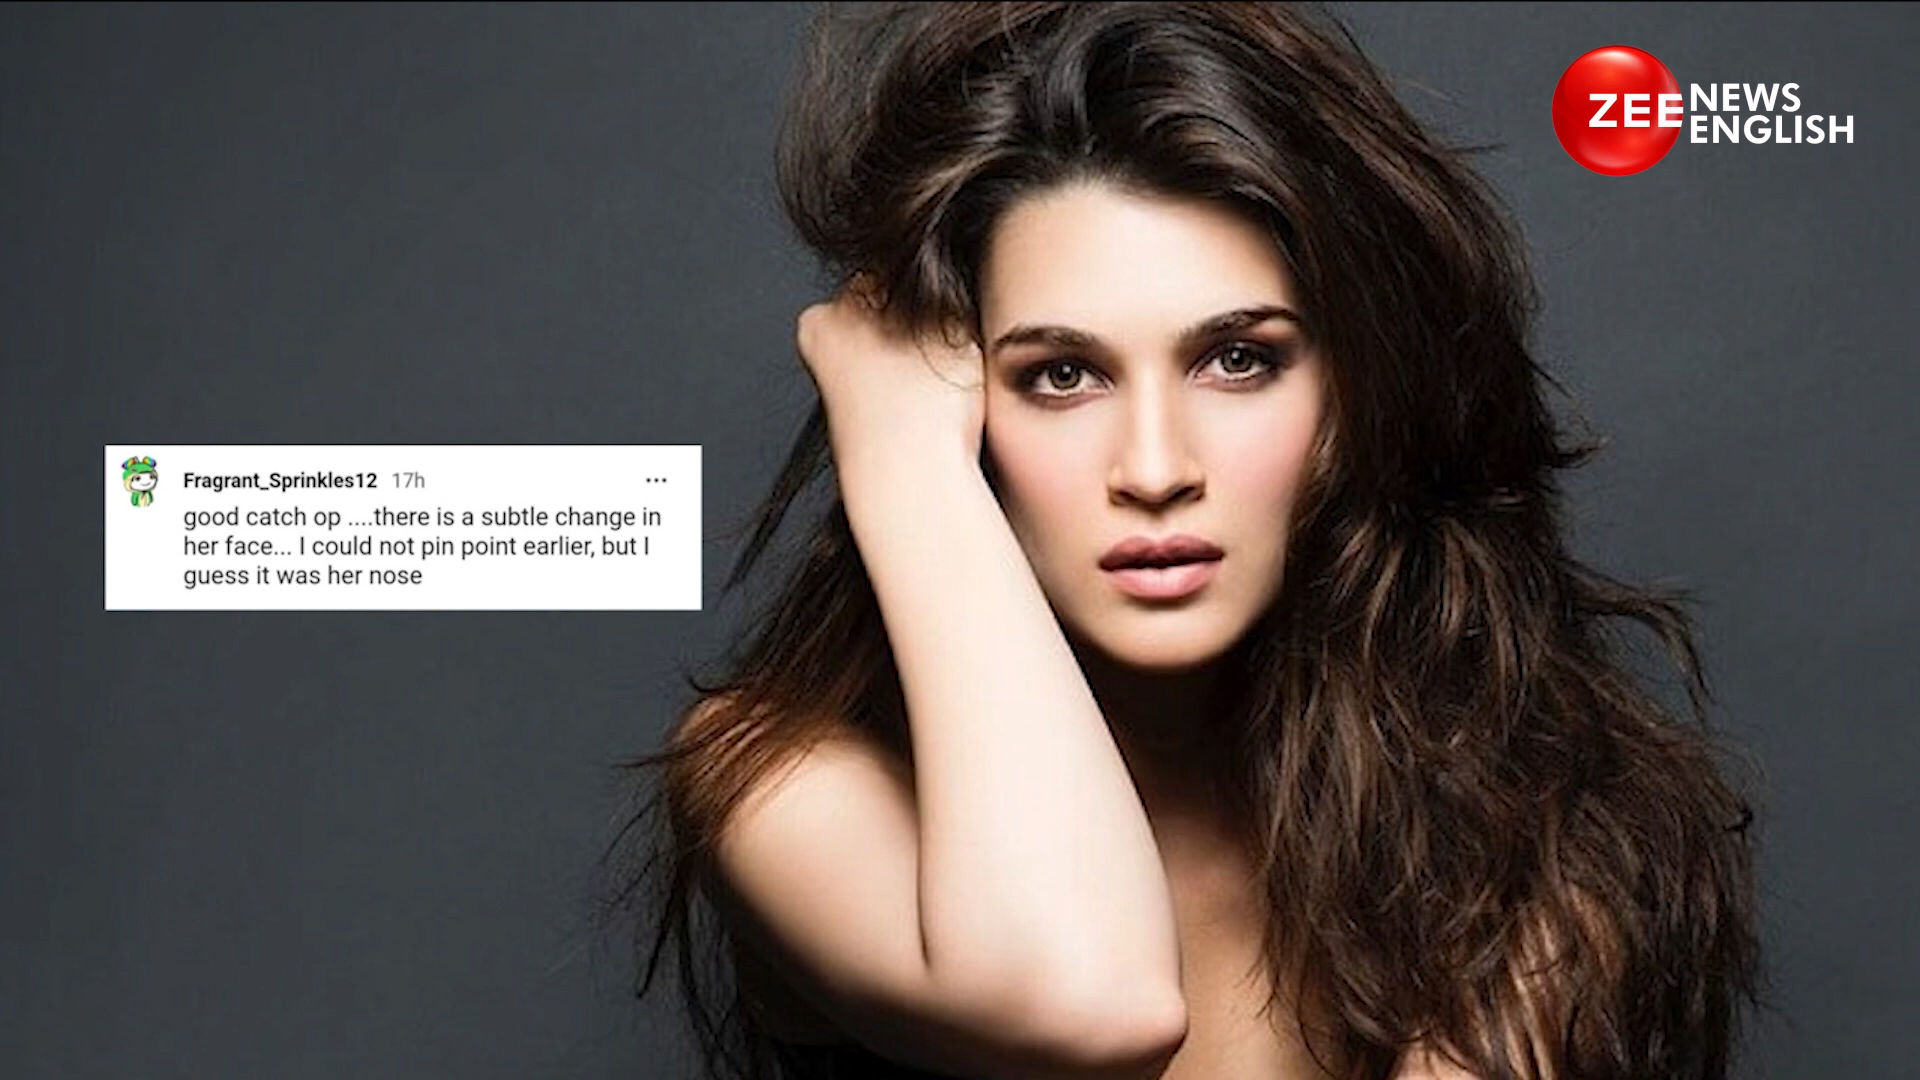 ZEE NEWS
ENGLISH
Fragrant_Sprinkles12 17h ...
good catch op ....there is a subtle change in
her face... I could not pin point earlier, but I
guess it was her nose